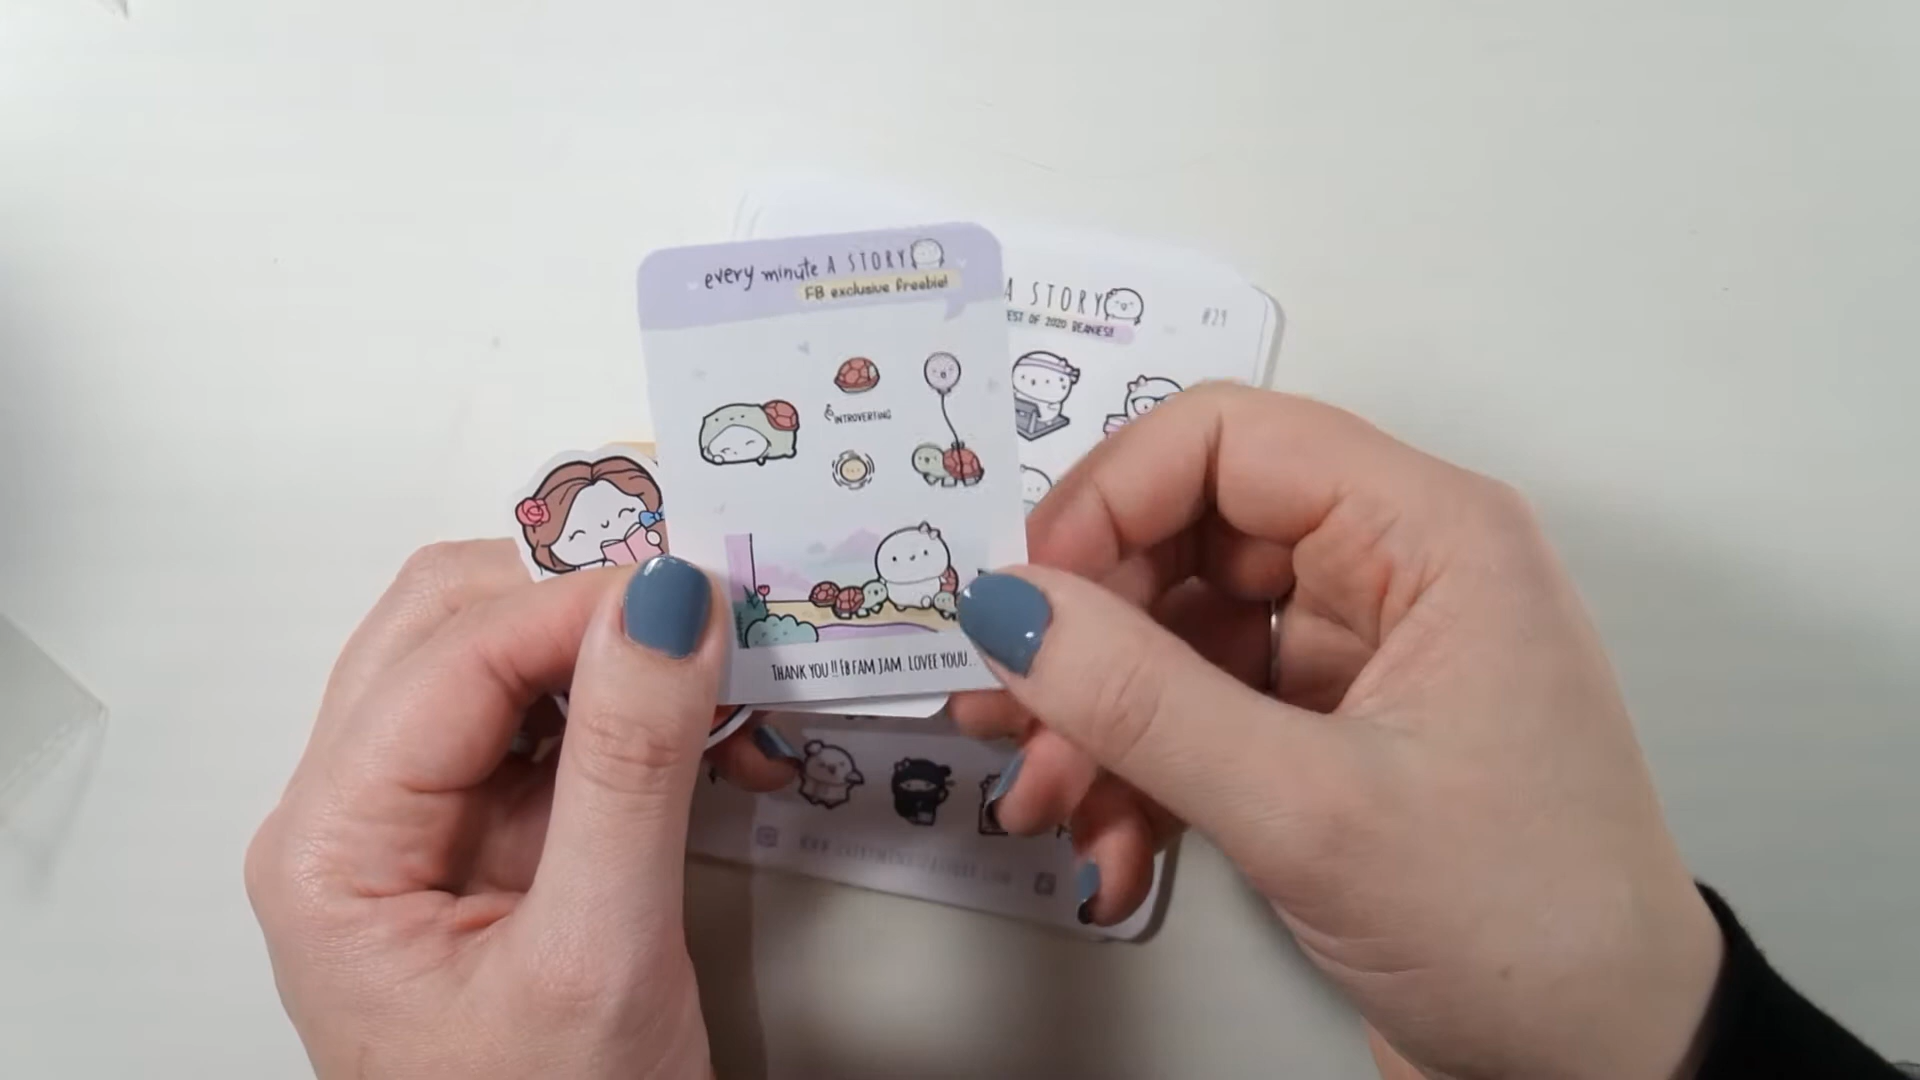 every minute A STORY
FB exclusive freebie!
INTROVERTING
THANK YOU!! FB FAM JAM. LOVEE YOUU..
A STORY
EST OF 2020 BEANIES!!
#29